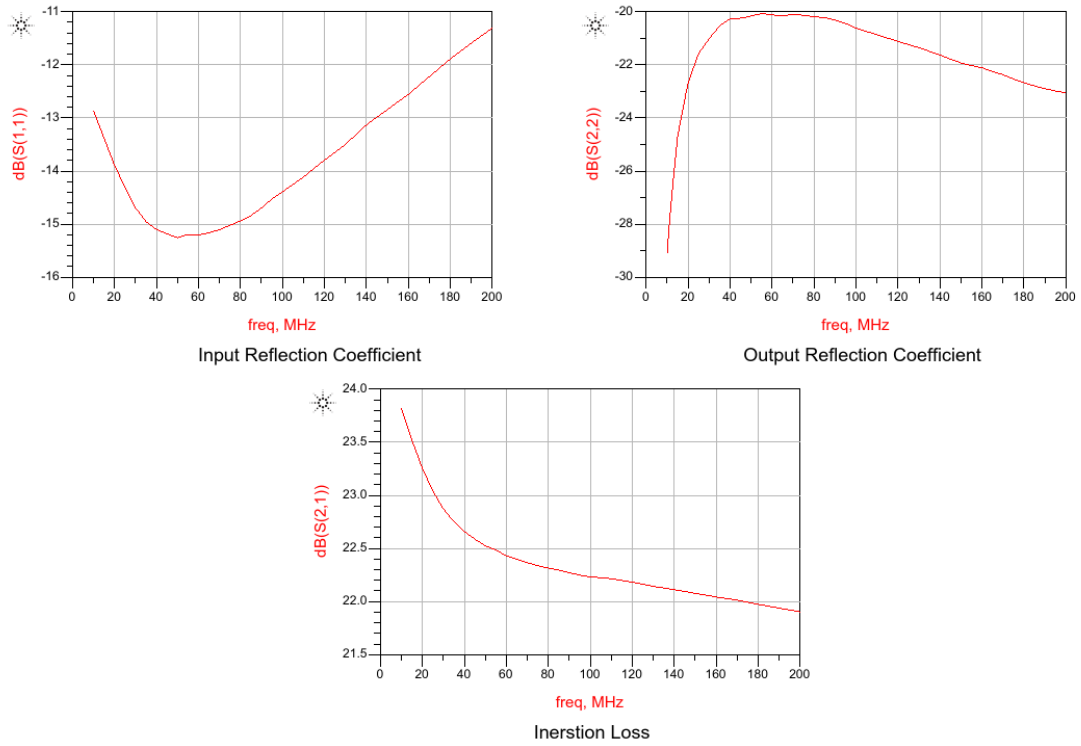 -11
-12
-13
-14
-15
-16
dB(S(1,1))
0 20 40 60 80 100 120 140 160 180 200
freq, MHz
Input Reflection Coefficient
-20
-22
-24
-26
-28
-30
dB(S(2,2))
0 20 40 60 80 100 120 140 160 180 200
freq, MHz
Output Reflection Coefficient
24.0
23.5
23.0
22.5
22.0
21.5
dB(S(2,1))
0 20 40 60 80 100 120 140 160 180 200
freq, MHz
Inerstion Loss